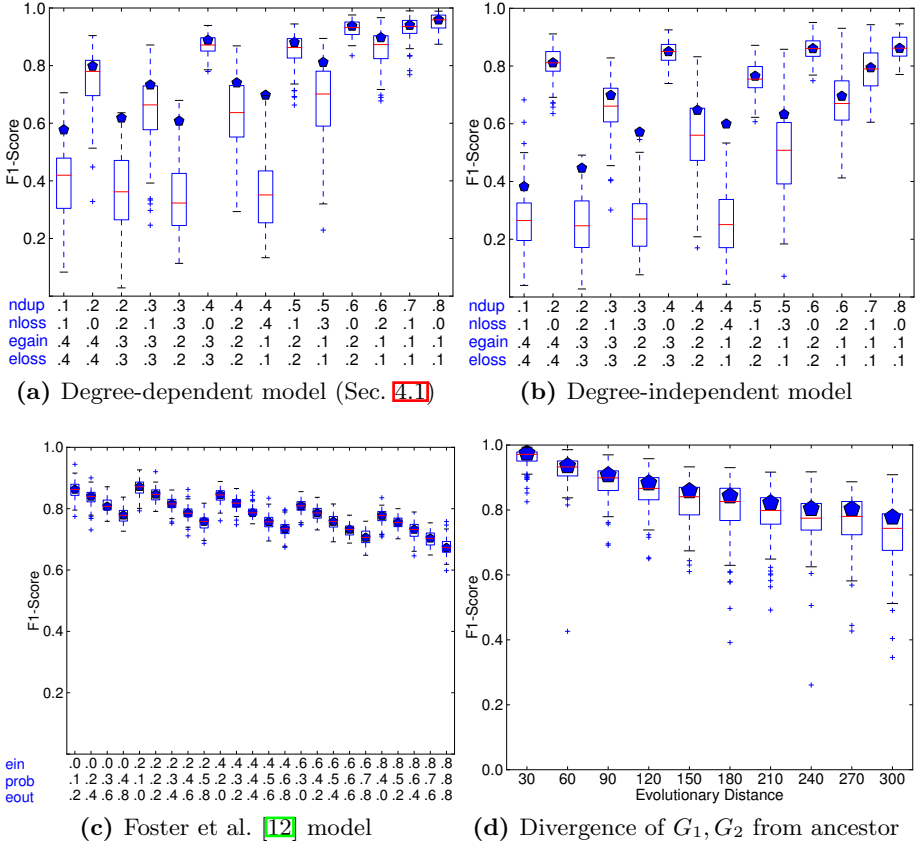 1.0
0.8
0.6
0.4
0.2
F1-Score
ndup .1 .2 .2 .3 .3 .4 .4 .4 .5 .5 .6 .6 .7 .8
nloss .1 .0 .2 .1 .3 .0 .2 .4 .1 .3 .0 .2 .1 .0
egain .4 .4 .3 .3 .2 .3 .2 .1 .2 .1 .2 .1 .1 .1
eloss .4 .4 .3 .3 .2 .3 .2 .1 .2 .1 .2 .1 .1 .1
(a) Degree-dependent model (Sec. 4.1)
1.0
0.8
0.6
0.4
0.2
F1-Score
.1 .2 .2 .3 .3 .4 .4 .4 .5 .5 .6 .6 .7 .8
.1 .0 .2 .1 .3 .0 .2 .4 .1 .3 .0 .2 .1 .0
.4 .4 .3 .3 .2 .3 .2 .1 .2 .1 .2 .1 .1 .1
.4 .4 .3 .3 .2 .3 .2 .1 .2 .1 .2 .1 .1 .1
(b) Degree-independent model
1.0
0.8
0.6
0.4
0.2
F1-Score
ein .0 .0 .0 .0 .2 .2 .2 .2 .2 .4 .4 .4 .4 .4 .6 .6 .6 .6 .6 .8 .8 .8 .8 .8
prob .1 .2 .3 .4 .1 .2 .3 .4 .5 .2 .3 .4 .5 .6 .3 .4 .5 .6 .7 .4 .5 .6 .7 .8
eout .2 .4 .6 .8 .0 .2 .4 .6 .8 .0 .2 .4 .6 .8 .0 .2 .4 .6 .8 .0 .2 .4 .6 .8
(c) Foster et al. [12] model
1.0
0.8
0.6
0.4
0.2
0.0
F1-Score
30 60 90 120 150 180 210 240 270 300
Evolutionary Distance
(d) Divergence of G₁, G₂ from ancestor